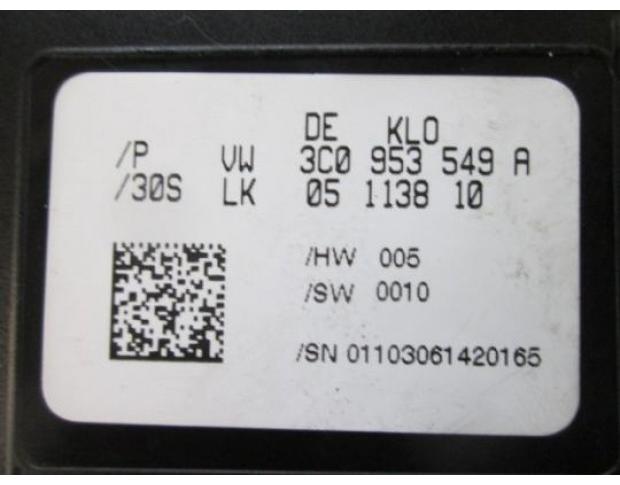 DE KLO
/P VW 3C0 953 549 A
/30S LK 05 1138 10
/HW 005
/SW 0010
/SN 01103061420165